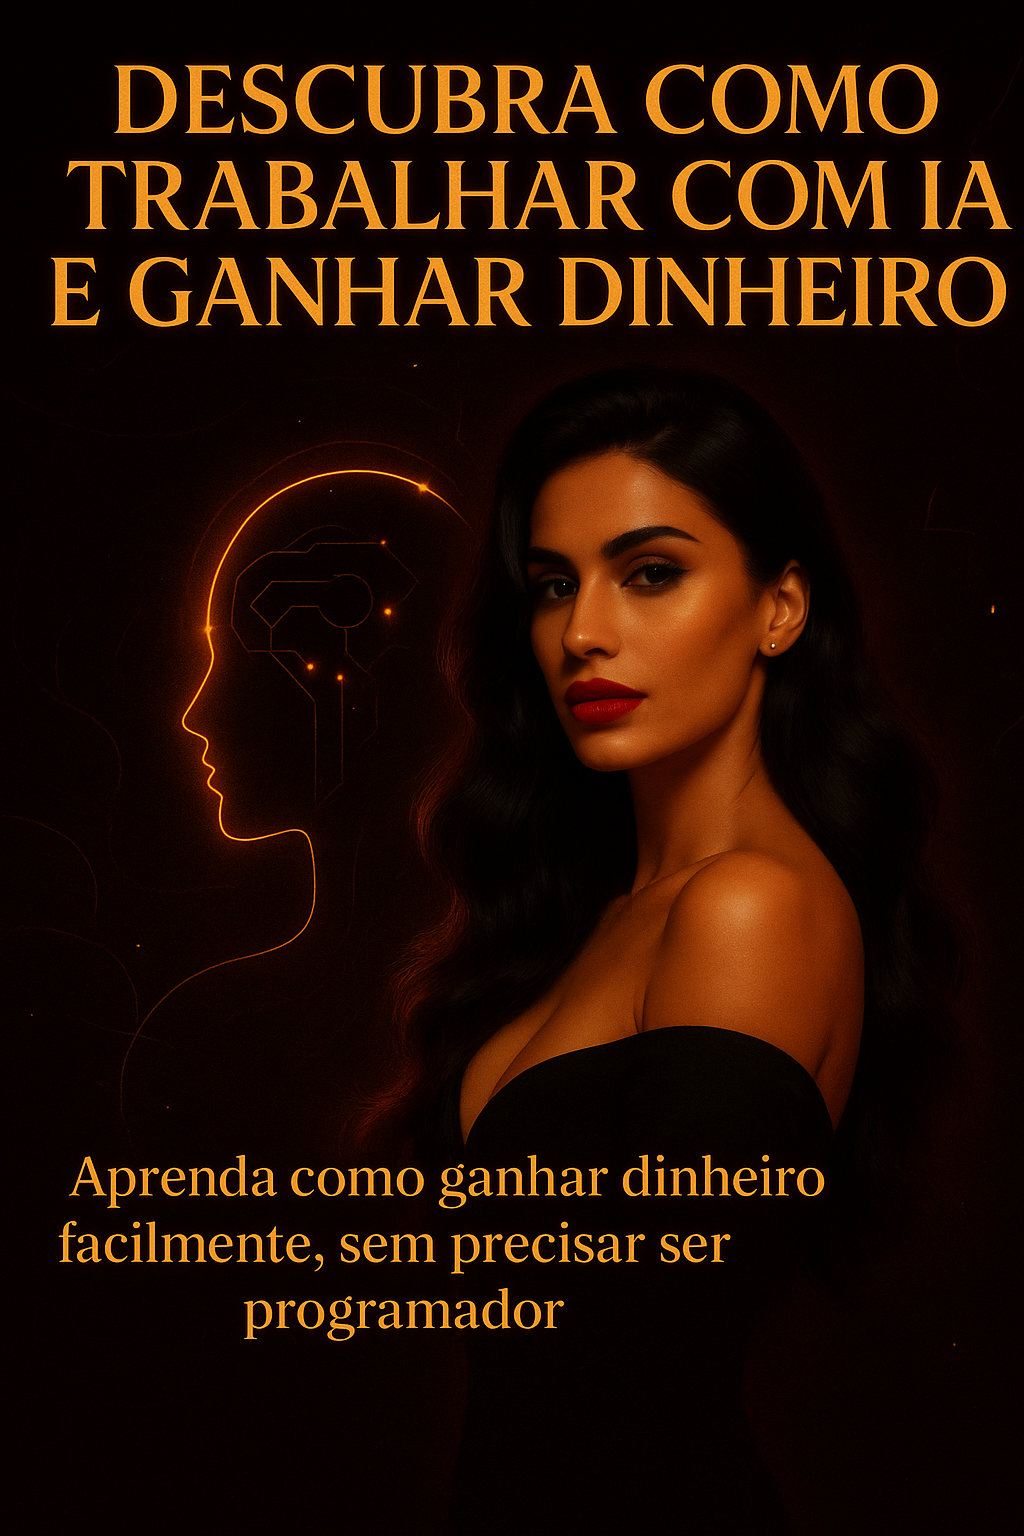 DESCUBRA COMO
TRABALHAR COM IA
E GANHAR DINHEIRO
Aprenda como ganhar dinheiro
facilmente, sem precisar ser
programador